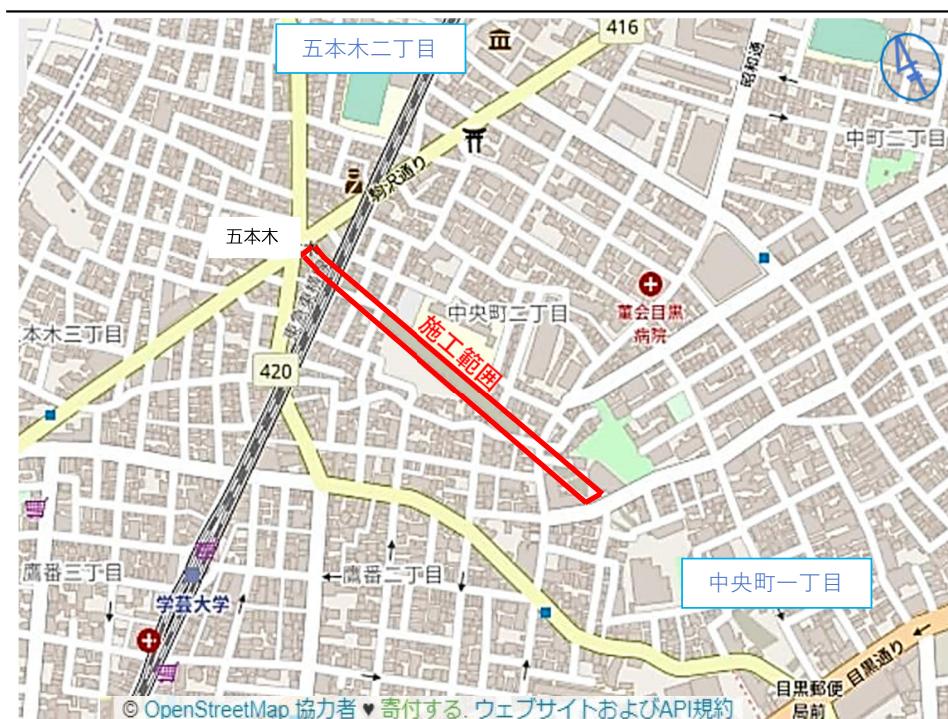 五本木二丁目
416
昭和通
中町二丁目
駒沢通り
五本木
中央町二丁目
菫会目黒
病院
本木三丁目
施工範囲
420
中央町一丁目
鷹番三丁目
鷹番二丁目
学芸大学
目黒通り
目黒郵便
局前
© OpenStreetMap 協力者 ♥ 寄付する. ウェブサイトおよびAPI規約